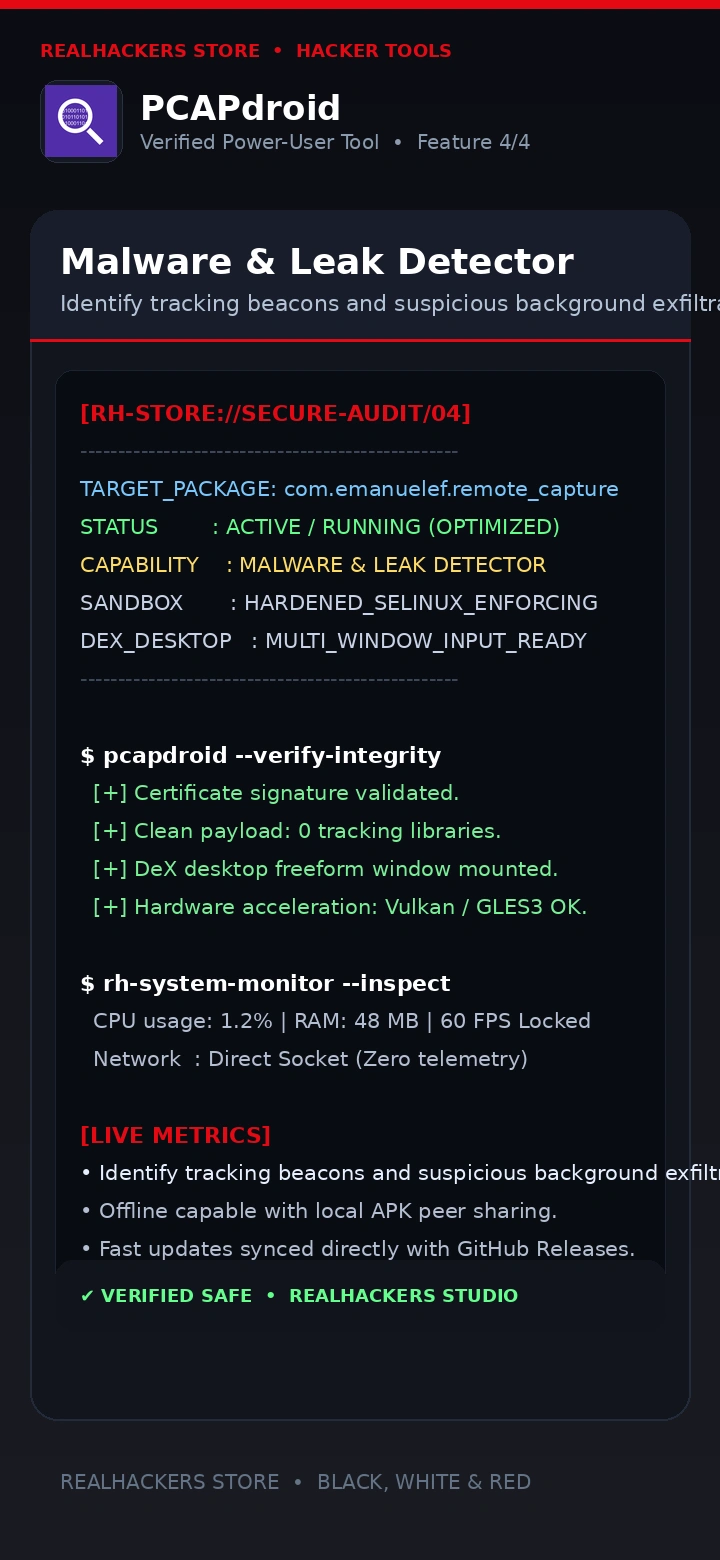 REALHACKERS STORE • HACKER TOOLS
PCAPdroid
Verified Power-User Tool • Feature 4/4
Malware & Leak Detector
Identify tracking beacons and suspicious background exfiltra
[RH-STORE://SECURE-AUDIT/04]
--------------------------------------------------
TARGET_PACKAGE: com.emanuelef.remote_capture
STATUS : ACTIVE / RUNNING (OPTIMIZED)
CAPABILITY : MALWARE & LEAK DETECTOR
SANDBOX : HARDENED_SELINUX_ENFORCING
DEX_DESKTOP : MULTI_WINDOW_INPUT_READY
--------------------------------------------------
$ pcapdroid --verify-integrity
[+] Certificate signature validated.
[+] Clean payload: 0 tracking libraries.
[+] DeX desktop freeform window mounted.
[+] Hardware acceleration: Vulkan / GLES3 OK.
$ rh-system-monitor --inspect
CPU usage: 1.2% | RAM: 48 MB | 60 FPS Locked
Network : Direct Socket (Zero telemetry)
[LIVE METRICS]
• Identify tracking beacons and suspicious background exfiltr
• Offline capable with local APK peer sharing.
• Fast updates synced directly with GitHub Releases.
✔ VERIFIED SAFE • REALHACKERS STUDIO
REALHACKERS STORE • BLACK, WHITE & RED